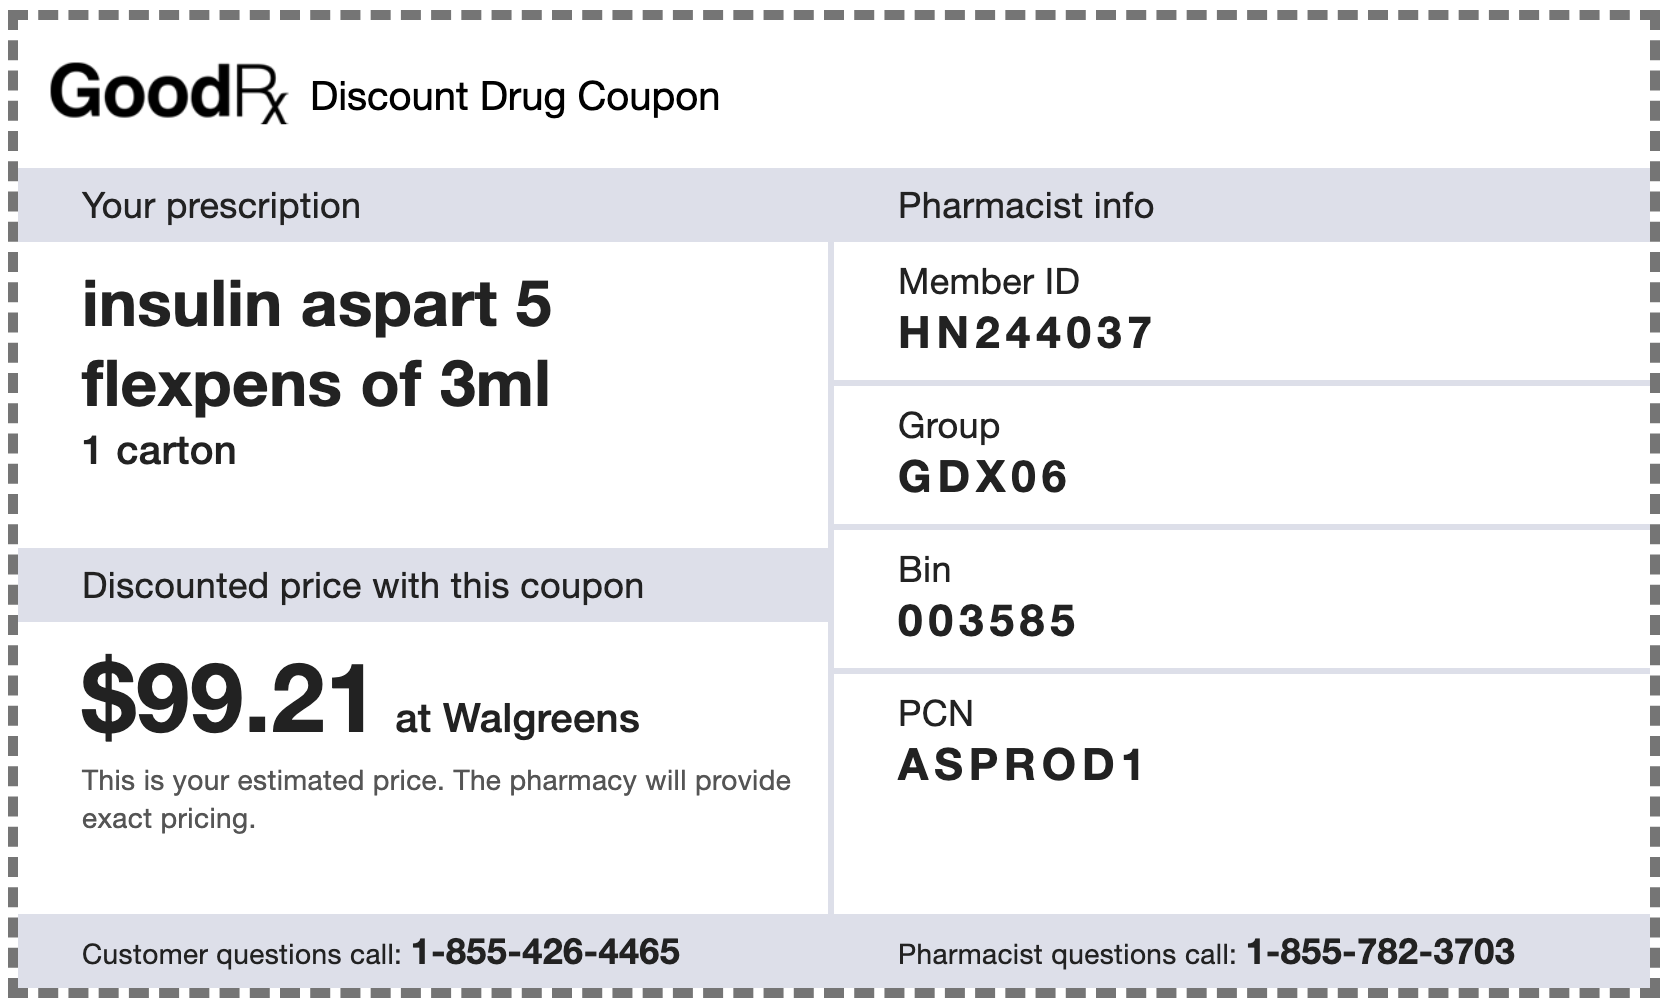 GoodRx Discount Drug Coupon
Your prescription
insulin aspart 5
flexpens of 3ml
1 carton
Discounted price with this coupon
$99.21 at Walgreens
This is your estimated price. The pharmacy will provide
exact pricing.
Pharmacist info
Member ID
HN244037
Group
GDX06
Bin
003585
PCN
ASPROD1
Customer questions call: 1-855-426-4465
Pharmacist questions call: 1-855-782-3703